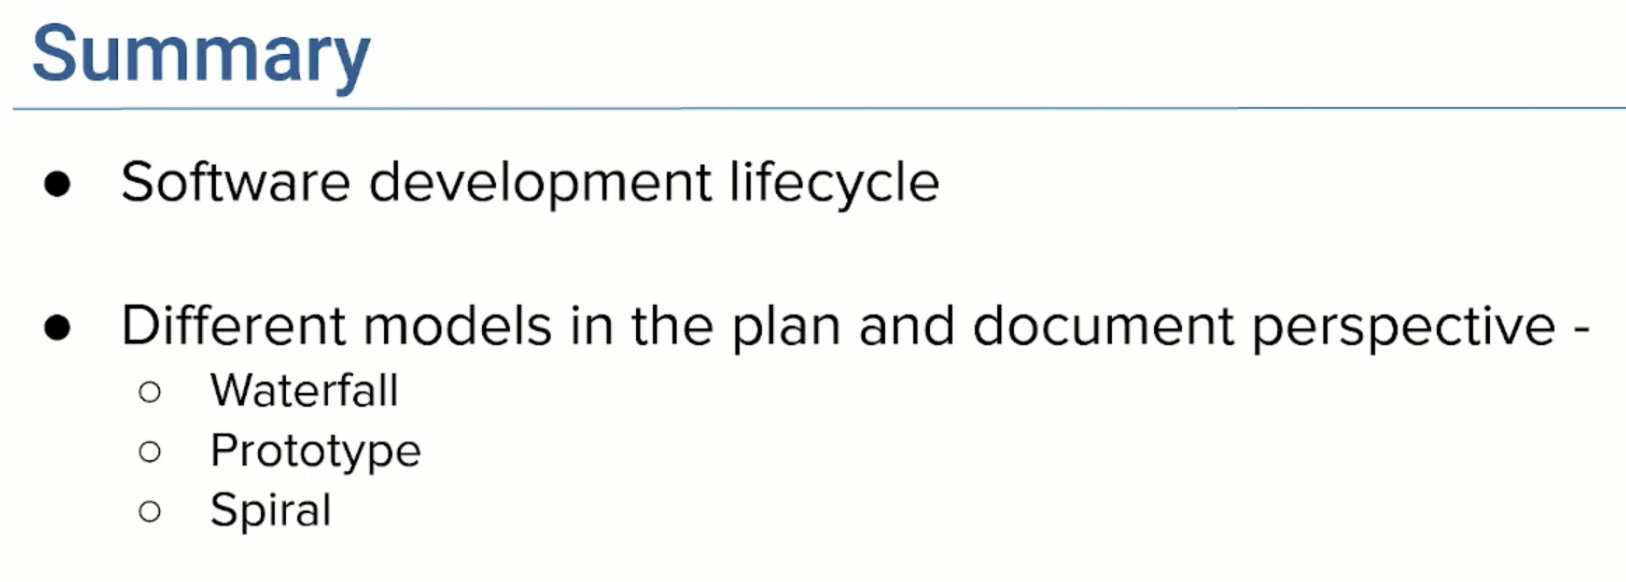 Summary
● Software development lifecycle
● Different models in the plan and document perspective -
○ Waterfall
○ Prototype
○ Spiral